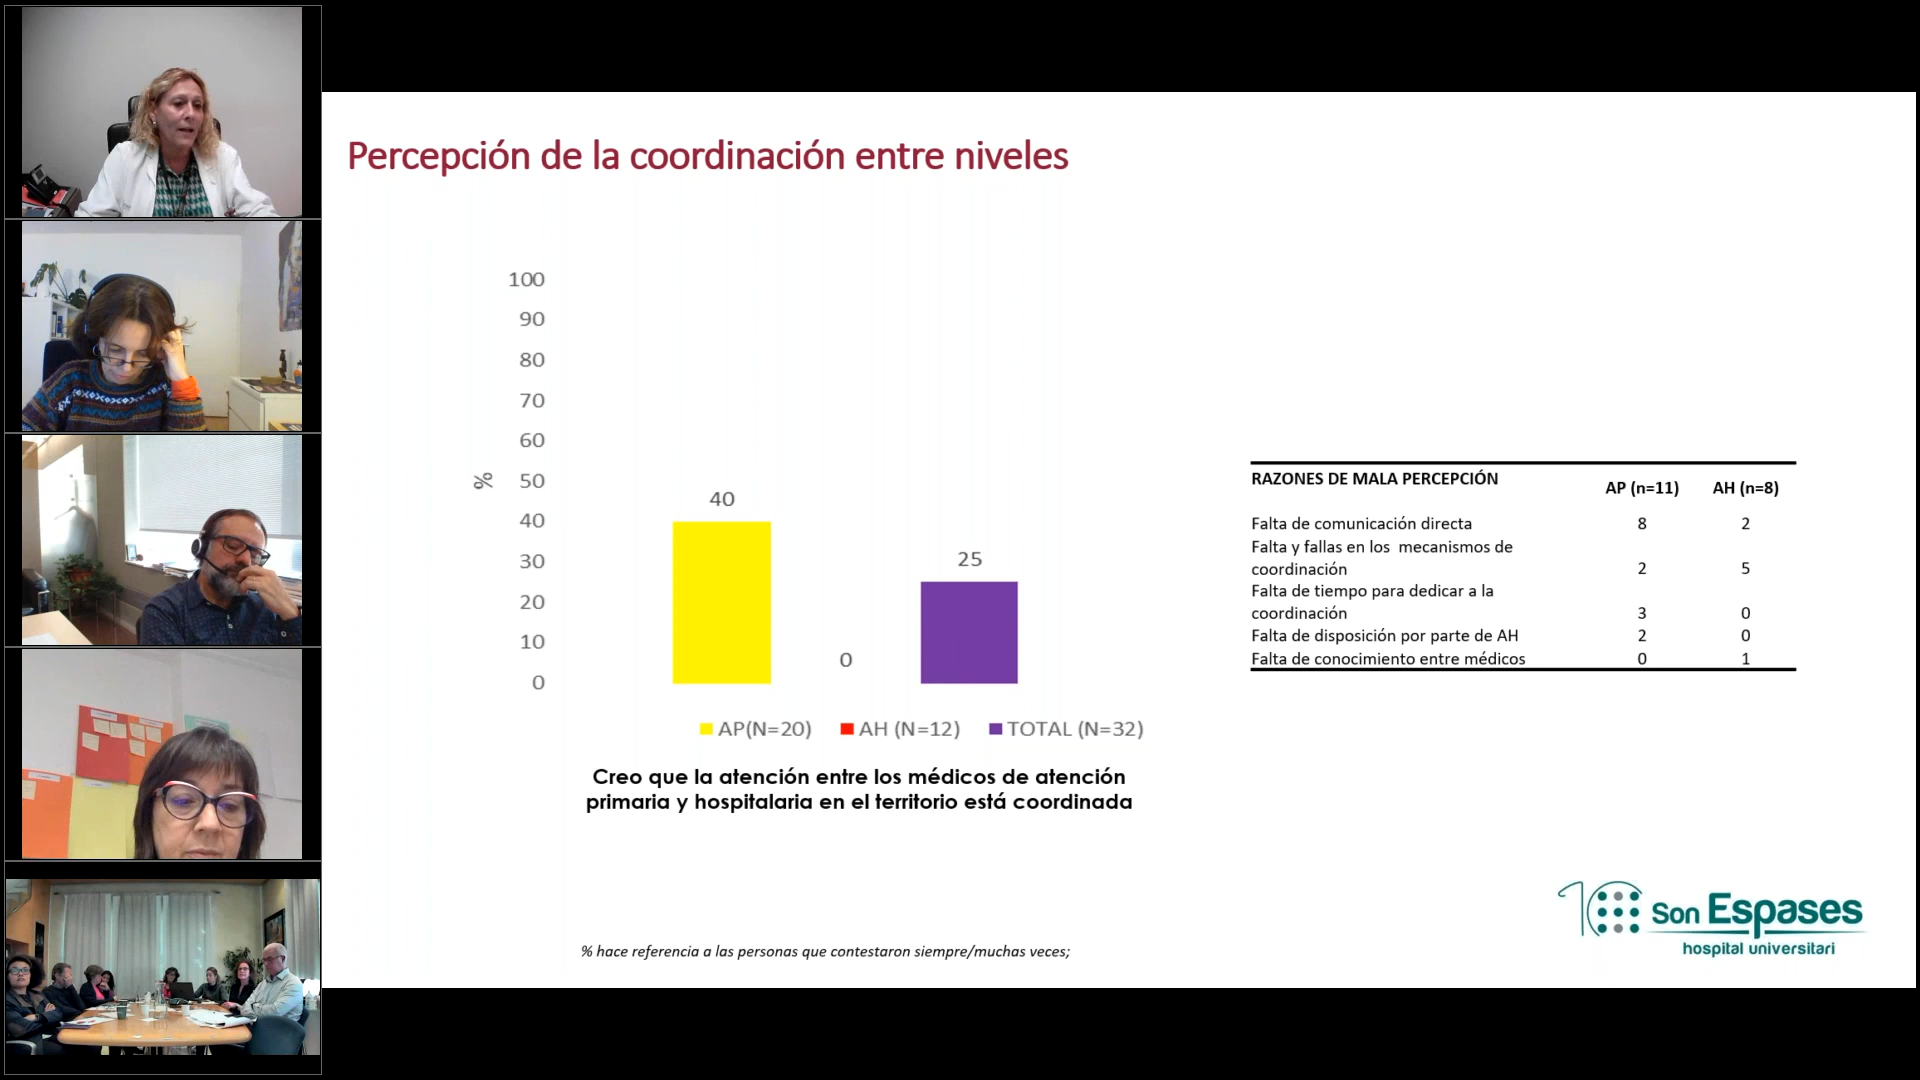 Percepción de la coordinación entre niveles
100
90
80
70
60
50
40
30
20
10
0
%
40
0
25
AP(N=20) AH (N=12) TOTAL (N=32)
Creo que la atención entre los médicos de atención
primaria y hospitalaria en el territorio está coordinada
% hace referencia a las personas que contestaron siempre/muchas veces;
RAZONES DE MALA PERCEPCIÓN AP (n=11) AH (n=8)
Falta de comunicación directa 8 2
Falta y fallas en los mecanismos de
coordinación 2 5
Falta de tiempo para dedicar a la
coordinación 3 0
Falta de disposición por parte de AH 2 0
Falta de conocimiento entre médicos 0 1
10 Son Espases
hospital universitari